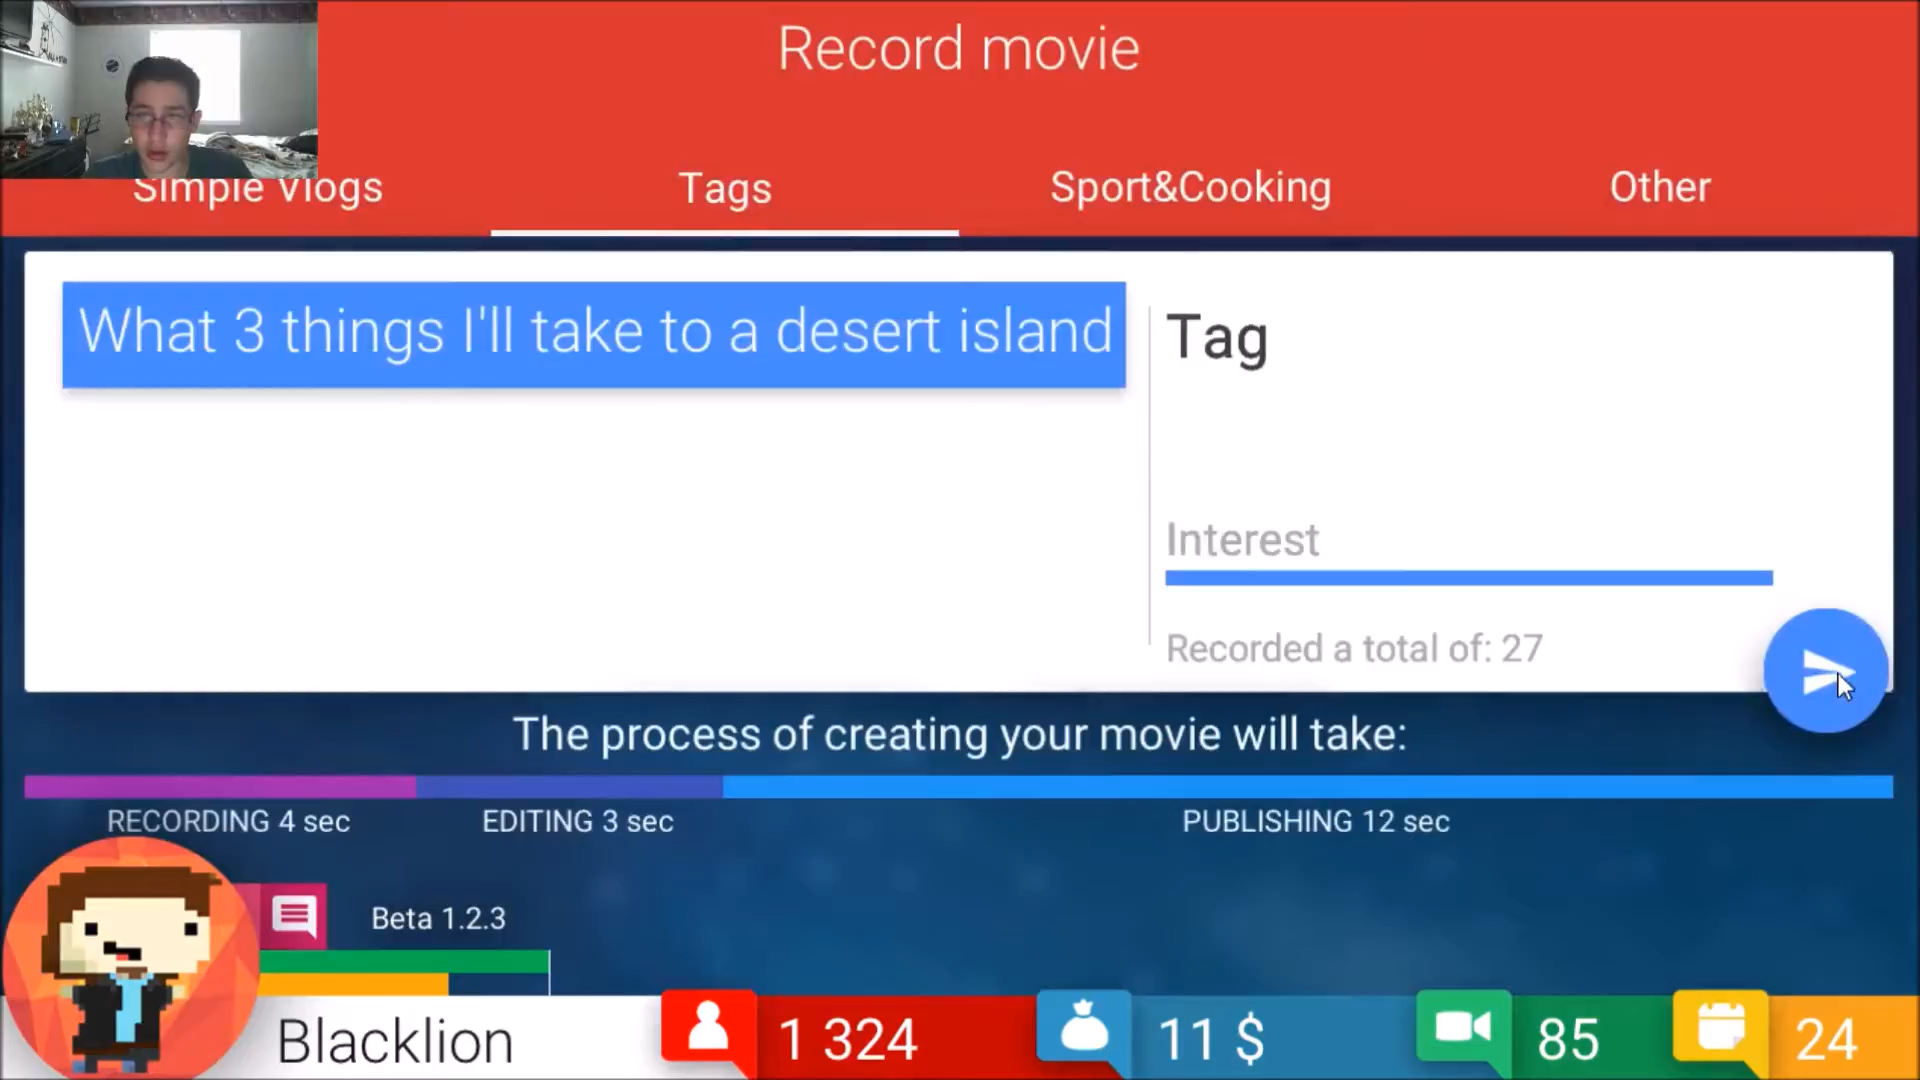 Record movie
Simple Vlogs
Tags
Sport&Cooking
Other
What 3 things I'll take to a desert island
Tag
Interest
Recorded a total of: 27
The process of creating your movie will take:
RECORDING 4 sec
EDITING 3 sec
PUBLISHING 12 sec
Beta 1.2.3
Blacklion
1 324
11 $
85
24